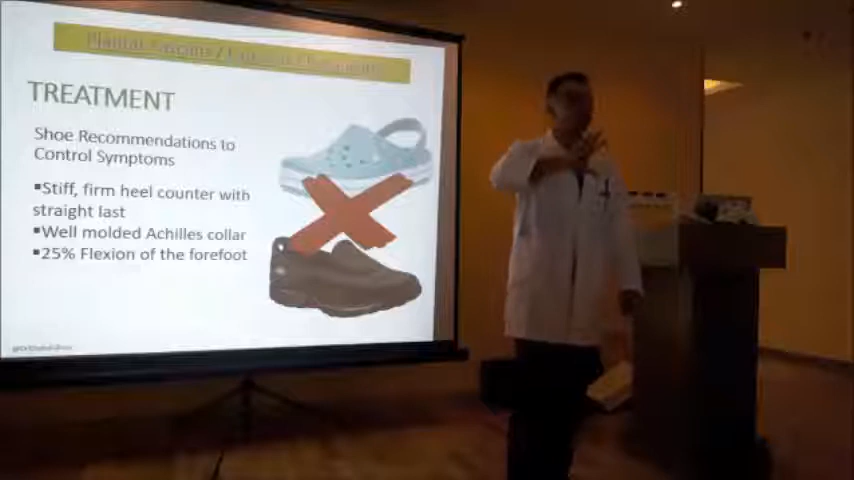 TREATMENT
Shoe Recommendations to
Control Symptoms
▪Stiff, firm heel counter with
straight last
▪Well molded Achilles collar
▪25% Flexion of the forefoot